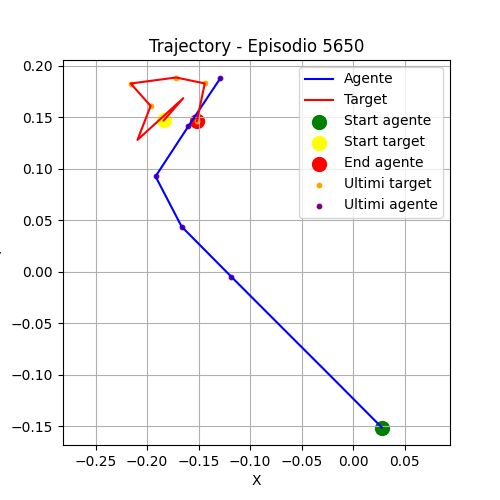 Trajectory - Episodio 5650
Agente
Target
Start agente
Start target
End agente
Ultimi target
Ultimi agente
0.20
0.15
0.10
0.05
0.00
−0.05
−0.10
−0.15
−0.25
−0.20
−0.15
−0.10
−0.05
0.00
0.05
X